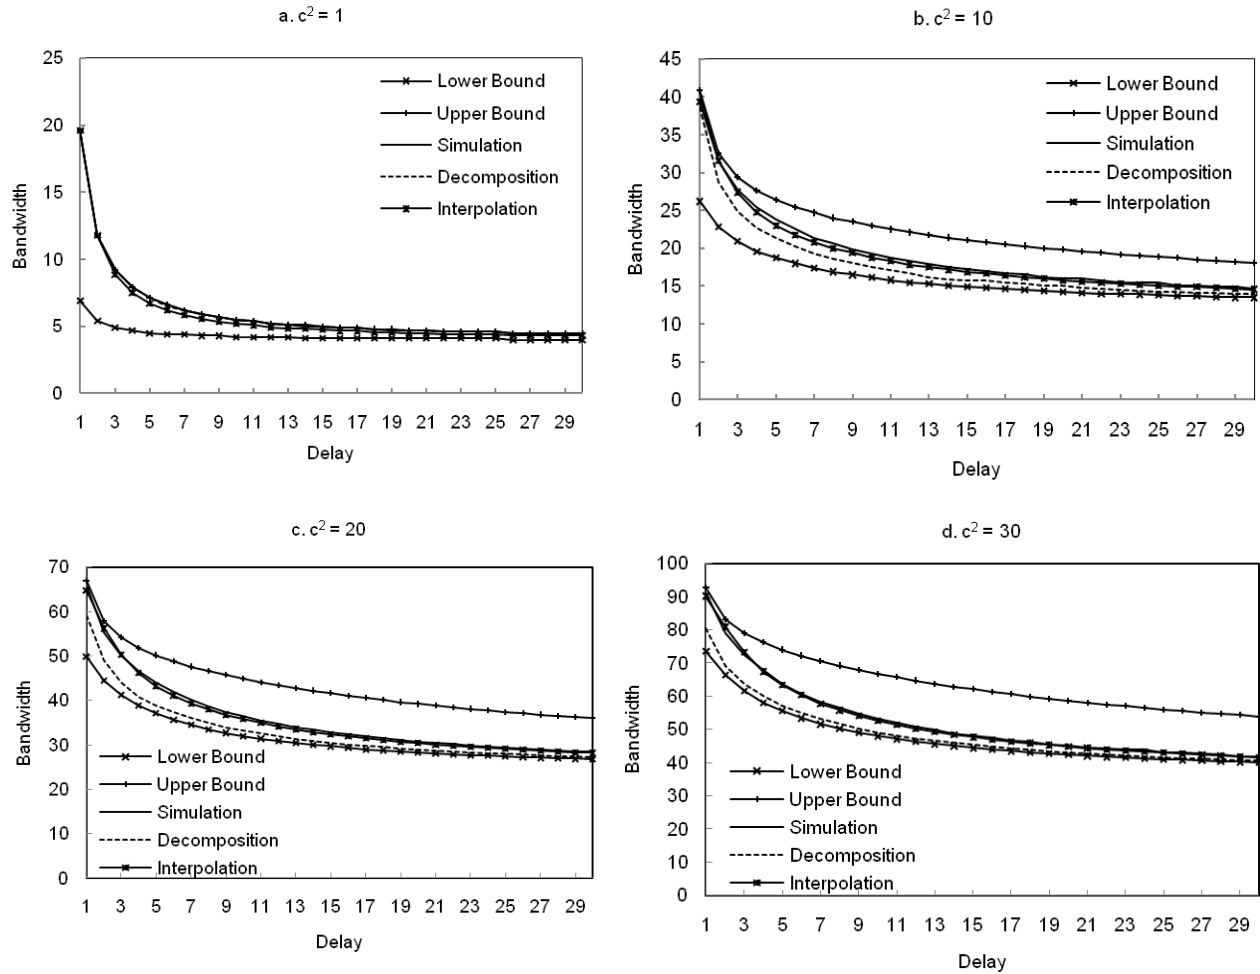 a. c² = 1
25
20
15
10
5
0
Bandwidth
Lower Bound
Upper Bound
Simulation
Decomposition
Interpolation
1 3 5 7 9 11 13 15 17 19 21 23 25 27 29
Delay
b. c² = 10
45
40
35
30
25
20
15
10
5
0
Bandwidth
Lower Bound
Upper Bound
Simulation
Decomposition
Interpolation
1 3 5 7 9 11 13 15 17 19 21 23 25 27 29
Delay
c. c² = 20
70
60
50
40
30
20
10
0
Bandwidth
Lower Bound
Upper Bound
Simulation
Decomposition
Interpolation
1 3 5 7 9 11 13 15 17 19 21 23 25 27 29
Delay
d. c² = 30
100
90
80
70
60
50
40
30
20
10
0
Bandwidth
Lower Bound
Upper Bound
Simulation
Decomposition
Interpolation
1 3 5 7 9 11 13 15 17 19 21 23 25 27 29
Delay